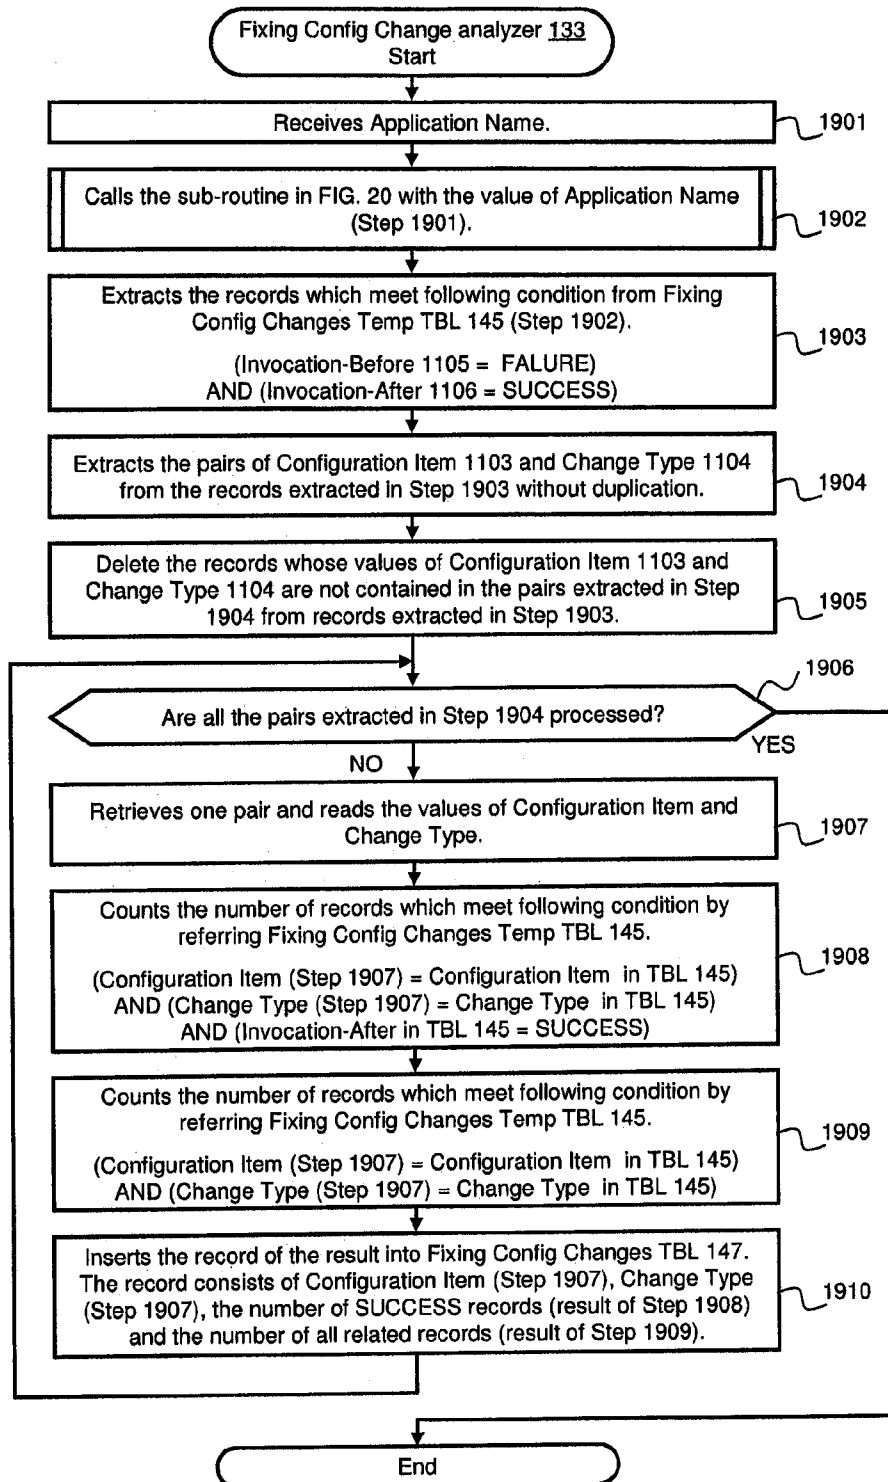 Fixing Config Change analyzer 133
Start
Receives Application Name.
1901
Calls the sub-routine in FIG. 20 with the value of Application Name
(Step 1901).
1902
Extracts the records which meet following condition from Fixing
Config Changes Temp TBL 145 (Step 1902).
(Invocation-Before 1105 = FALURE)
AND (Invocation-After 1106 = SUCCESS)
1903
Extracts the pairs of Configuration Item 1103 and Change Type 1104
from the records extracted in Step 1903 without duplication.
1904
Delete the records whose values of Configuration Item 1103 and
Change Type 1104 are not contained in the pairs extracted in Step
1904 from records extracted in Step 1903.
1905
1906
Are all the pairs extracted in Step 1904 processed?
YES
NO
Retrieves one pair and reads the values of Configuration Item and
Change Type.
1907
Counts the number of records which meet following condition by
referring Fixing Config Changes Temp TBL 145.
(Configuration Item (Step 1907) = Configuration Item in TBL 145)
AND (Change Type (Step 1907) = Change Type in TBL 145)
AND (Invocation-After in TBL 145 = SUCCESS)
1908
Counts the number of records which meet following condition by
referring Fixing Config Changes Temp TBL 145.
(Configuration Item (Step 1907) = Configuration Item in TBL 145)
AND (Change Type (Step 1907) = Change Type in TBL 145)
1909
Inserts the record of the result into Fixing Config Changes TBL 147.
The record consists of Configuration Item (Step 1907), Change Type
(Step 1907), the number of SUCCESS records (result of Step 1908)
and the number of all related records (result of Step 1909).
1910
End